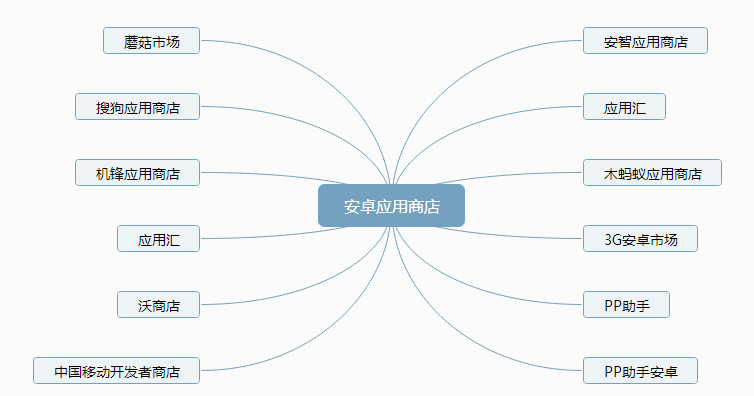 蘑菇市场
搜狗应用商店
机锋应用商店
应用汇
沃商店
中国移动开发者商店
安卓应用商店
安智应用商店
应用汇
木蚂蚁应用商店
3G安卓市场
PP助手
PP助手安卓